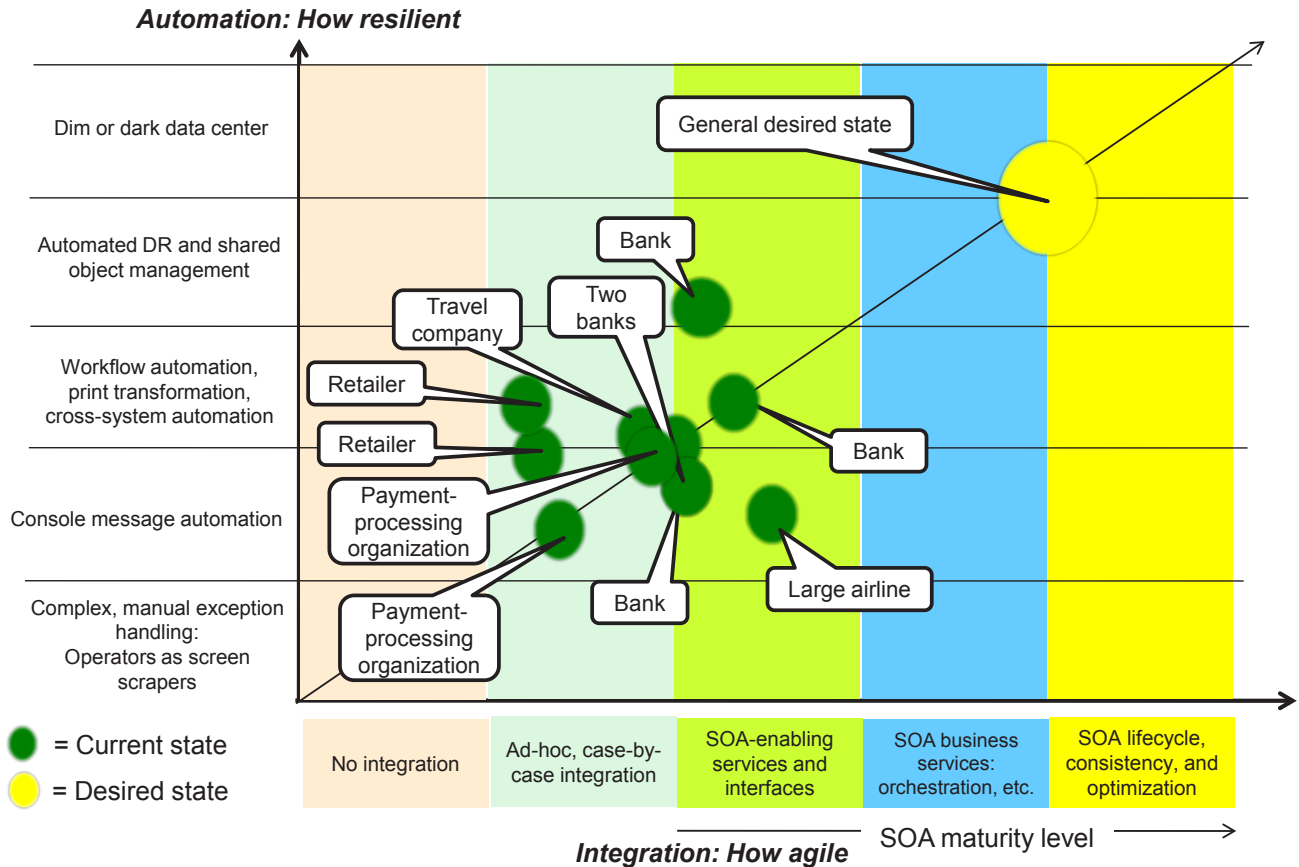 Automation: How resilient
Dim or dark data center
General desired state
Automated DR and shared
object management
Bank
Travel
company
Two
banks
Workflow automation,
print transformation,
cross-system automation
Retailer
Retailer
Bank
Console message automation
Payment-
processing
organization
Large airline
Bank
Payment-
processing
organization
Complex, manual exception
handling:
Operators as screen
scrapers
= Current state
= Desired state
No integration
Ad-hoc, case-by-
case integration
SOA-enabling
services and
interfaces
SOA business
services:
orchestration, etc.
SOA lifecycle,
consistency, and
optimization
SOA maturity level
Integration: How agile